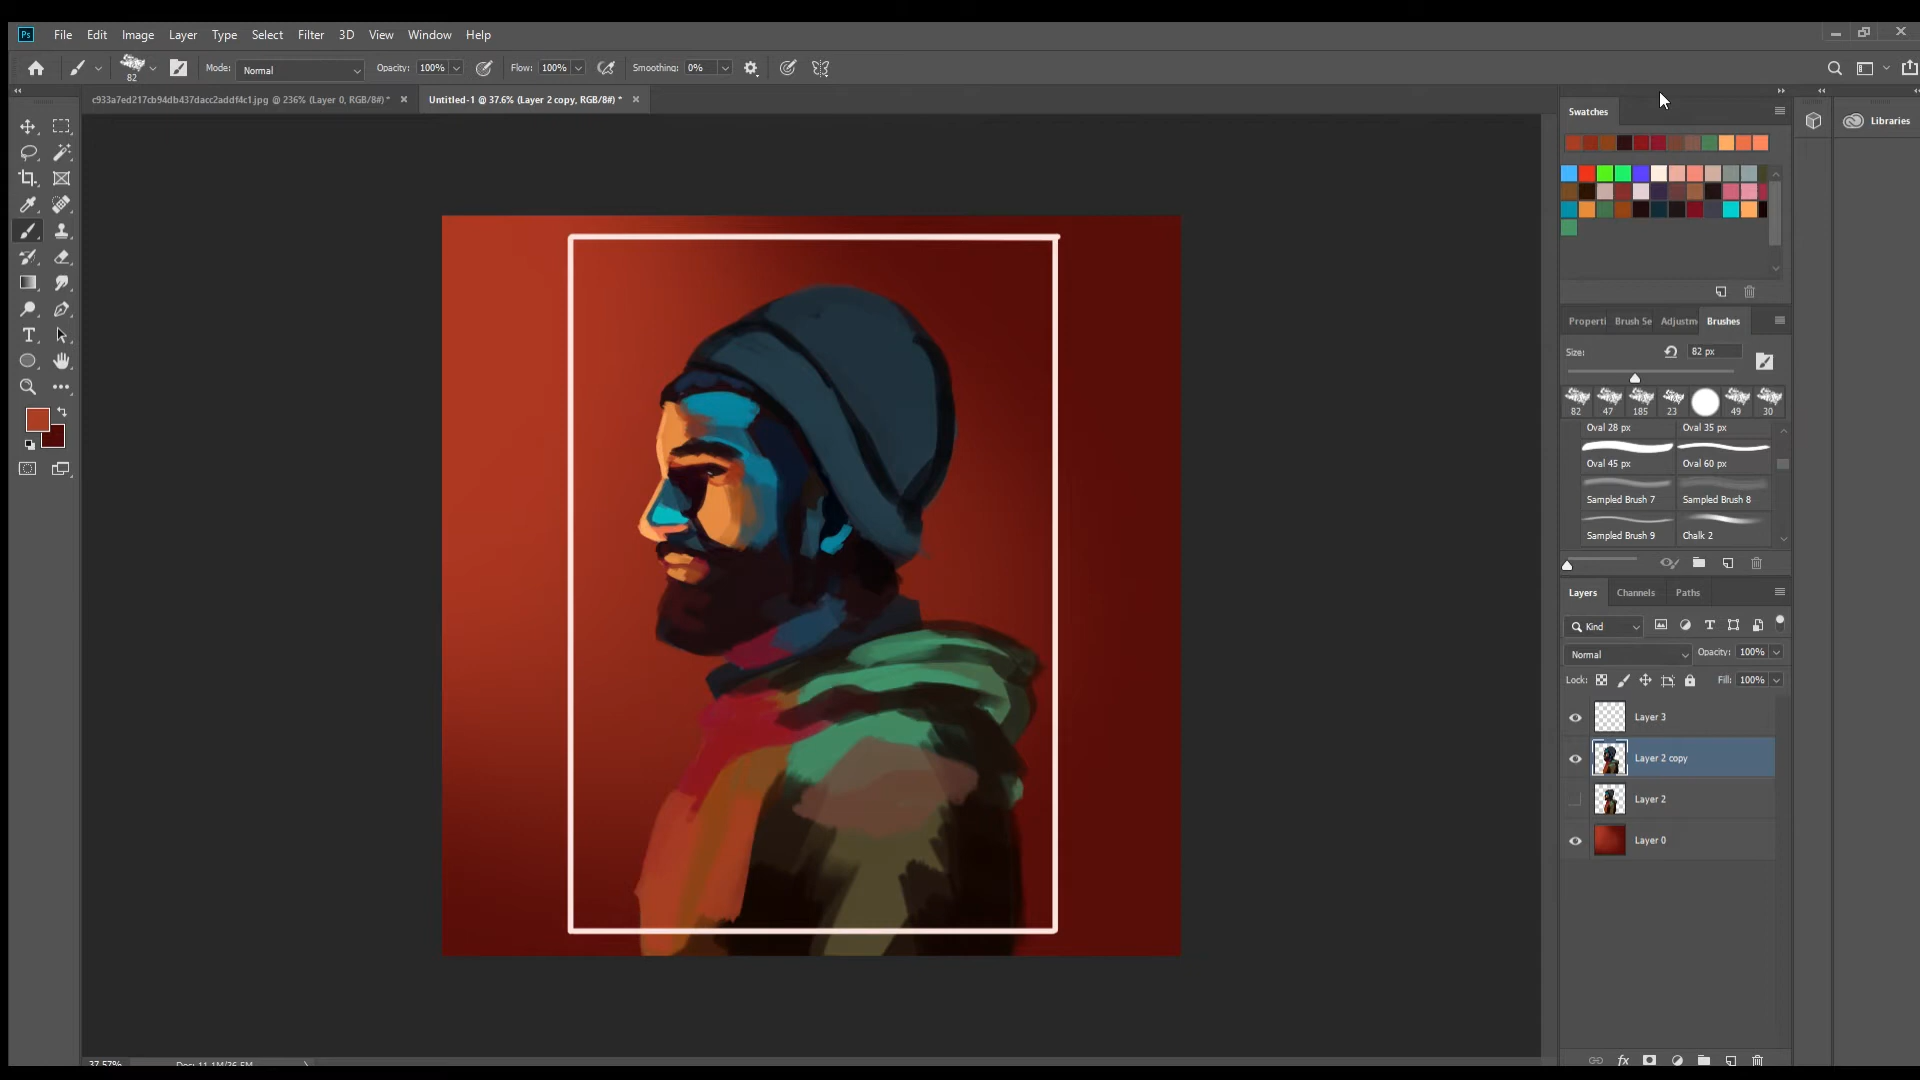 Ps File Edit Image Layer Type Select Filter 3D View Window Help
82 Mode: Normal Opacity: 100% Flow: 100% Smoothing: 0%
c933a7ed217cb94db437dacc2addf4c1.jpg @ 236% (Layer 0, RGB/8#) * × Untitled-1 @ 37.6% (Layer 2 copy, RGB/8#) * ×
Swatches
Libraries
Properti Brush Se Adjustm Brushes
Size: 82 px
82 47 185 23 49 30
Oval 28 px Oval 35 px
Oval 45 px Oval 60 px
Sampled Brush 7 Sampled Brush 8
Sampled Brush 9 Chalk 2
Layers Channels Paths
Kind
Normal Opacity: 100%
Lock: Fill: 100%
Layer 3
Layer 2 copy
Layer 2
Layer 0
fx
37.57% Doc: 11.1M/36.5M